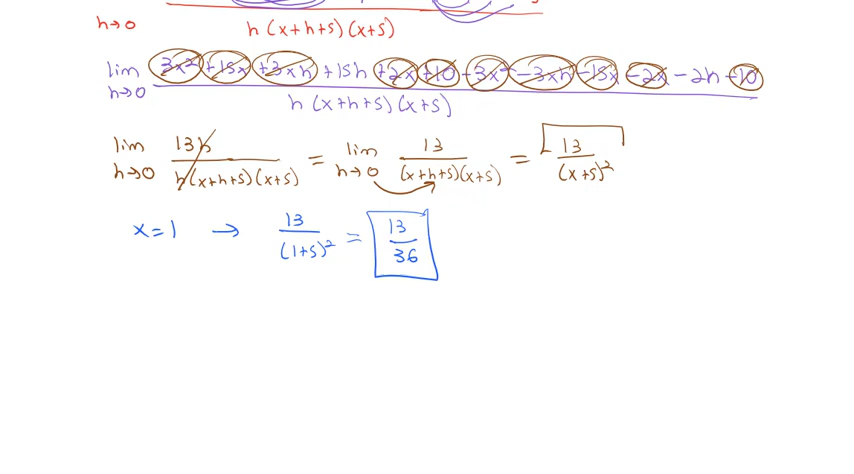 h→0 h(x+h+5)(x+5)
lim 3x² +15x +3xh +15h +2x +10 -3x² -3xh -15x -2x -2h -10
h→0 h(x+h+5)(x+5)
lim 13h = lim 13 = 13
h→0 h(x+h+5)(x+5) h→0 (x+h+5)(x+5) (x+5)²
x=1 → 13 = 13
(1+5)² 36